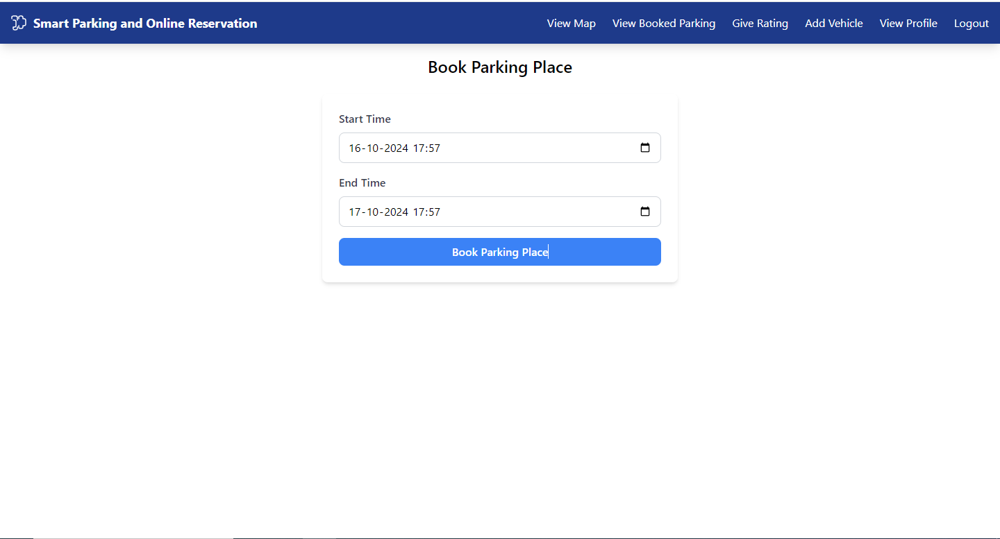 Smart Parking and Online Reservation
View Map View Booked Parking Give Rating Add Vehicle View Profile Logout
Book Parking Place
Start Time
16-10-2024 17:57
End Time
17-10-2024 17:57
Book Parking Place